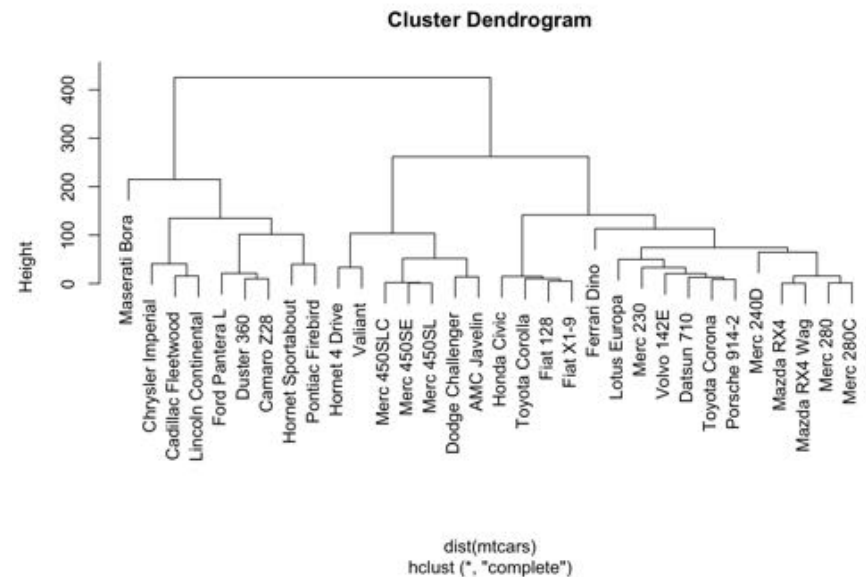 Cluster Dendrogram
Height
0
100
200
300
400
Maserati Bora
Chrysler Imperial
Cadillac Fleetwood
Lincoln Continental
Ford Pantera L
Duster 360
Camaro Z28
Hornet Sportabout
Pontiac Firebird
Hornet 4 Drive
Valiant
Merc 450SLC
Merc 450SE
Merc 450SL
Dodge Challenger
AMC Javelin
Honda Civic
Toyota Corolla
Fiat 128
Fiat X1-9
Ferrari Dino
Lotus Europa
Merc 230
Volvo 142E
Datsun 710
Toyota Corona
Porsche 914-2
Merc 240D
Mazda RX4
Mazda RX4 Wag
Merc 280
Merc 280C
dist(mtcars)
hclust (*, "complete")